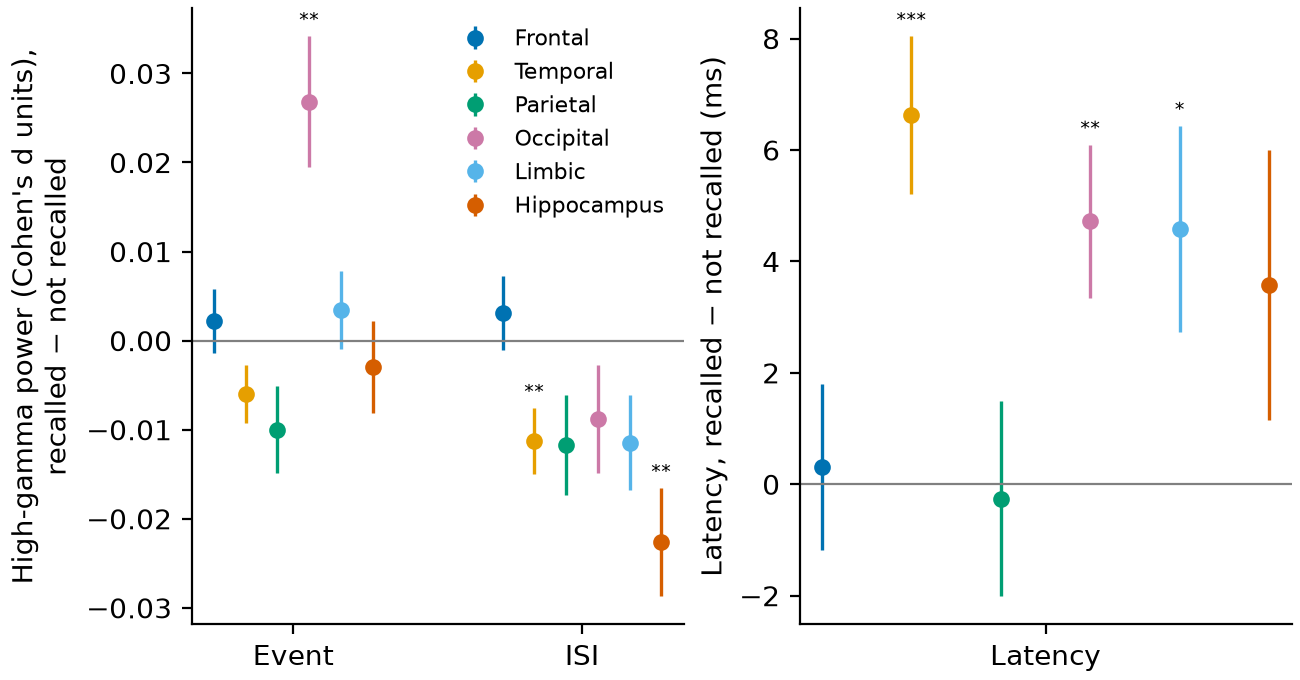 High-gamma power (Cohen's d units),
recalled − not recalled
0.03
0.02
0.01
0.00
−0.01
−0.02
−0.03
**
**
**
Frontal
Temporal
Parietal
Occipital
Limbic
Hippocampus
Event
ISI
Latency, recalled − not recalled (ms)
8
6
4
2
0
−2
***
**
*
Latency